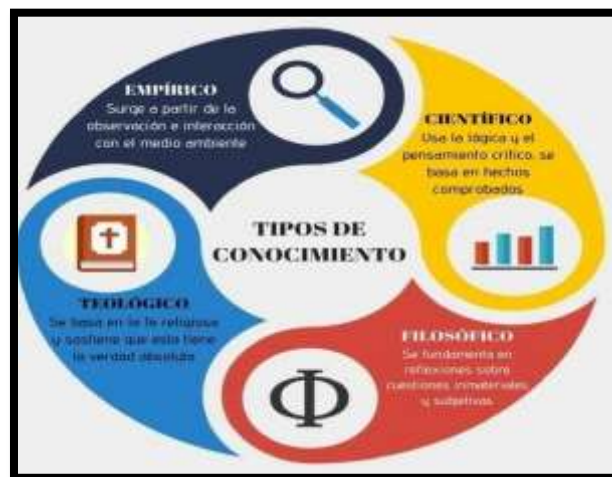 EMPÍRICO
Surge a partir de la
observación e interacción
con el medio ambiente
CIENTÍFICO
Usa la lógica y el
pensamiento crítico, se
basa en hechos
comprobados
TIPOS DE
CONOCIMIENTO
TEOLÓGICO
Se basa en la fe religiosa
y sostiene que esta tiene
la verdad absoluta
FILOSÓFICO
Se fundamenta en
reflexiones sobre
cuestiones inmateriales
y subjetivas
Φ